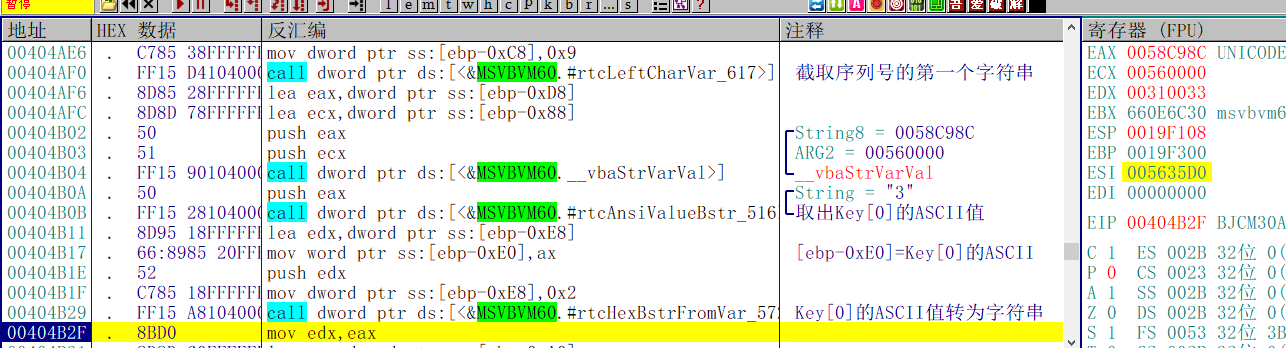 暂停 l e m t w h c P k b r ... s ?
地址 HEX 数据 反汇编 注释 寄存器 (FPU)
00404AE6 . C785 38FFFFFF mov dword ptr ss:[ebp-0xC8],0x9 EAX 0058C98C UNICODE
00404AF0 . FF15 D4104000 call dword ptr ds:[<&MSVBVM60.#rtcLeftCharVar_617>] 截取序列号的第一个字符串 ECX 00560000
00404AF6 . 8D85 28FFFFFF lea eax,dword ptr ss:[ebp-0xD8] EDX 00310033
00404AFC . 8D8D 78FFFFFF lea ecx,dword ptr ss:[ebp-0x88] EBX 660E6C30 msvbvm6
00404B02 . 50 push eax String8 = 0058C98C ESP 0019F108
00404B03 . 51 push ecx ARG2 = 00560000 EBP 0019F300
00404B04 . FF15 90104000 call dword ptr ds:[<&MSVBVM60.__vbaStrVarVal>] __vbaStrVarVal ESI 005635D0
00404B0A . 50 push eax String = "3" EDI 00000000
00404B0B . FF15 28104000 call dword ptr ds:[<&MSVBVM60.#rtcAnsiValueBstr_516 取出Key[0]的ASCII值
00404B11 . 8D95 18FFFFFF lea edx,dword ptr ss:[ebp-0xE8] EIP 00404B2F BJCM30A
00404B17 . 66:8985 20FFF mov word ptr ss:[ebp-0xE0],ax [ebp-0xE0]=Key[0]的ASCII C 1 ES 002B 32位 0(
00404B1E . 52 push edx P 0 CS 0023 32位 0(
00404B1F . C785 18FFFFFF mov dword ptr ss:[ebp-0xE8],0x2 A 1 SS 002B 32位 0(
00404B29 . FF15 A8104000 call dword ptr ds:[<&MSVBVM60.#rtcHexBstrFromVar_572 Key[0]的ASCII值转为字符串 Z 0 DS 002B 32位 0(
00404B2F . 8BD0 mov edx,eax S 1 FS 0053 32位 3B